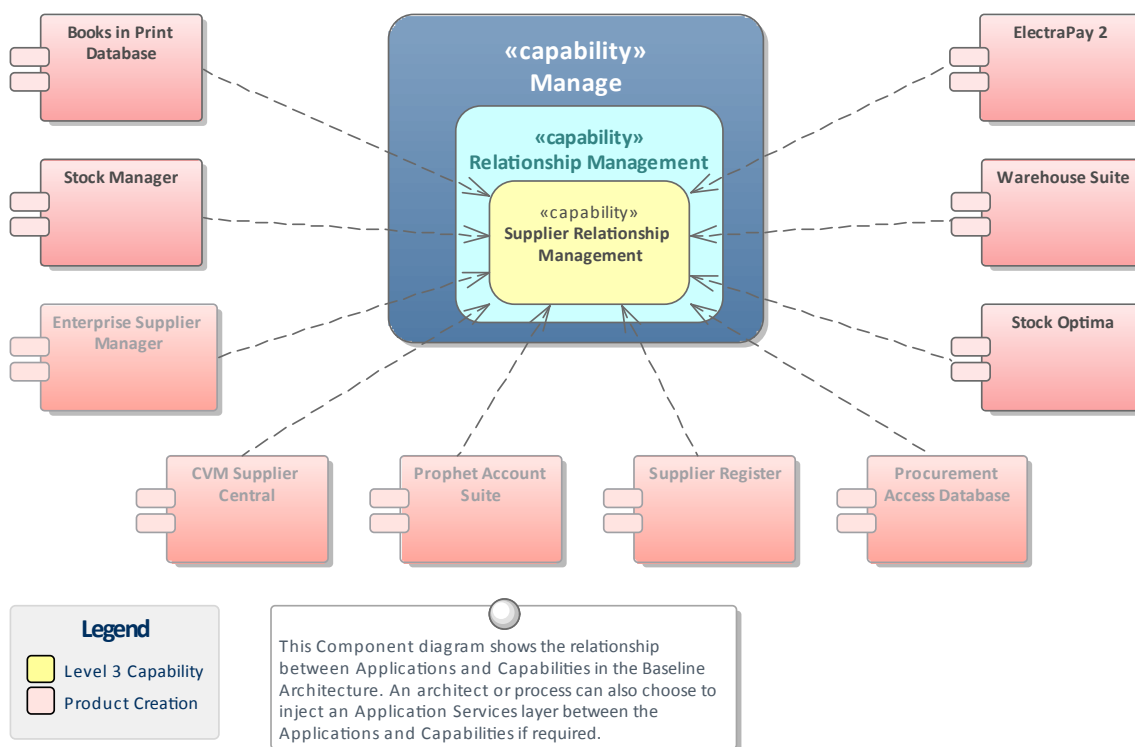 Books in Print
Database
«capability»
Manage
ElectraPay 2
«capability»
Relationship Management
Stock Manager
«capability»
Supplier Relationship
Management
Warehouse Suite
Enterprise Supplier
Manager
Stock Optima
CVM Supplier
Central
Prophet Account
Suite
Supplier Register
Procurement
Access Database
Legend
Level 3 Capability
Product Creation
This Component diagram shows the relationship
between Applications and Capabilities in the Baseline
Architecture. An architect or process can also choose to
inject an Application Services layer between the
Applications and Capabilities if required.